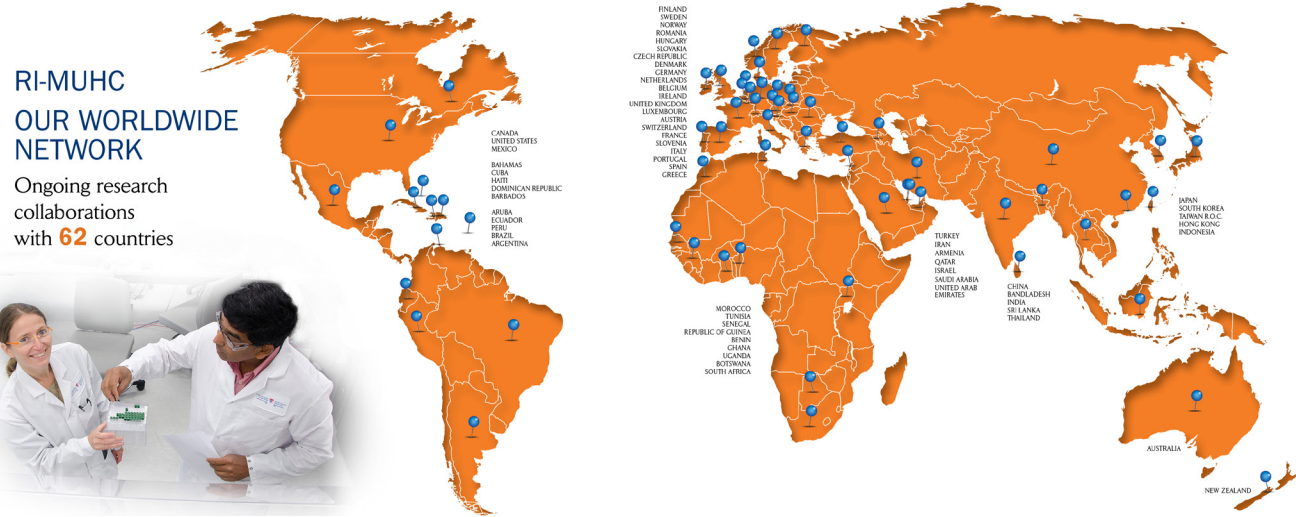 RI-MUHC
OUR WORLDWIDE
NETWORK
Ongoing research
collaborations
with 62 countries
CANADA
UNITED STATES
MEXICO
BAHAMAS
CUBA
HAITI
DOMINICAN REPUBLIC
BARBADOS
ARUBA
ECUADOR
PERU
BRAZIL
ARGENTINA
FINLAND
SWEDEN
NORWAY
ROMANIA
HUNGARY
SLOVAKIA
CZECH REPUBLIC
DENMARK
GERMANY
NETHERLANDS
BELGIUM
IRELAND
UNITED KINGDOM
LUXEMBOURG
AUSTRIA
SWITZERLAND
FRANCE
SLOVENIA
ITALY
PORTUGAL
SPAIN
GREECE
MOROCCO
TUNISIA
SENEGAL
REPUBLIC OF GUINEA
BENIN
GHANA
UGANDA
BOTSWANA
SOUTH AFRICA
TURKEY
IRAN
ARMENIA
QATAR
ISRAEL
SAUDI ARABIA
UNITED ARAB
EMIRATES
CHINA
BANDLADESH
INDIA
SRI LANKA
THAILAND
JAPAN
SOUTH KOREA
TAIWAN R.O.C.
HONG KONG
INDONESIA
AUSTRALIA
NEW ZEALAND